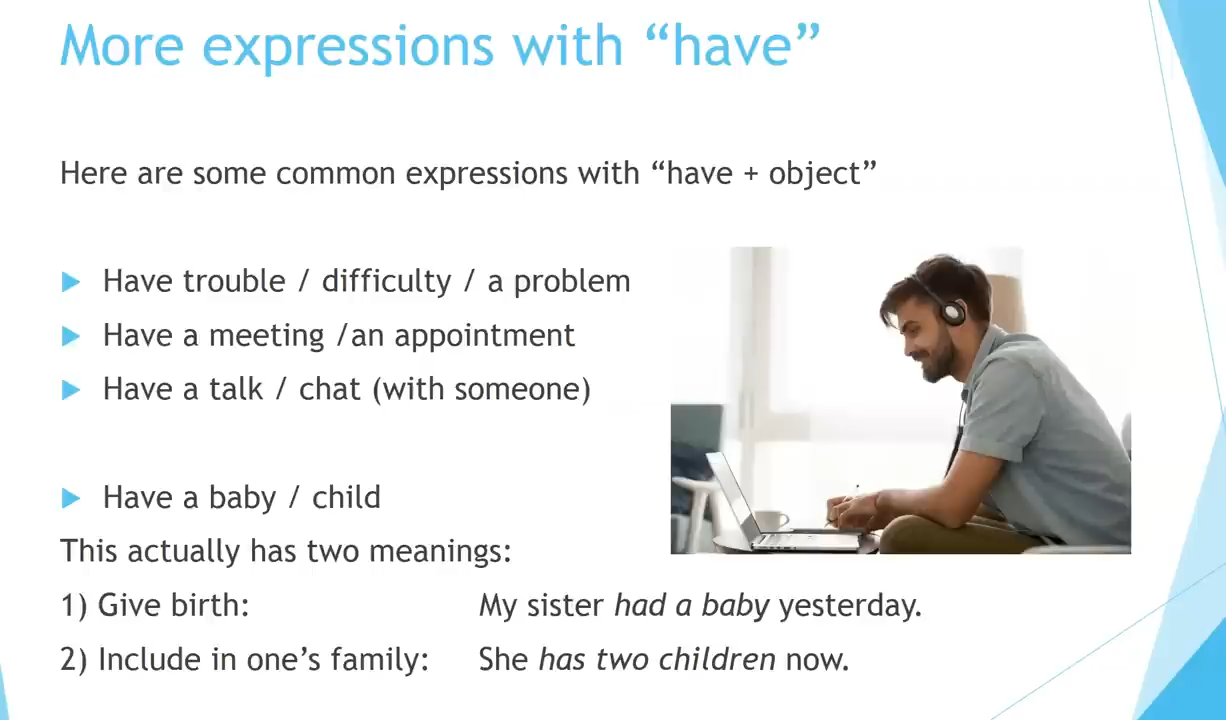 More expressions with “have”
Here are some common expressions with “have + object”
Have trouble / difficulty / a problem
Have a meeting /an appointment
Have a talk / chat (with someone)
Have a baby / child
This actually has two meanings:
1) Give birth: My sister had a baby yesterday.
2) Include in one’s family: She has two children now.